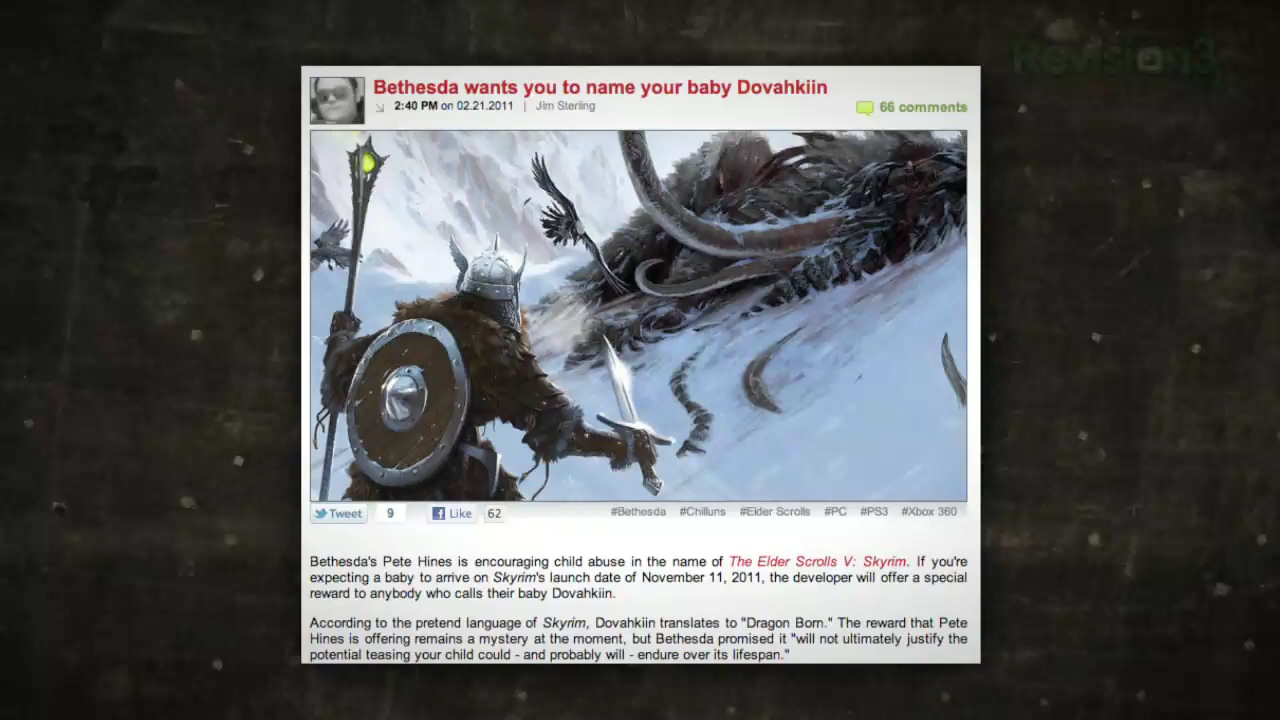 Revision3
Bethesda wants you to name your baby Dovahkiin
2:40 PM on 02.21.2011 | Jim Sterling
66 comments
Tweet 9 Like 62
#Bethesda #Chilluns #Elder Scrolls #PC #PS3 #Xbox 360
Bethesda's Pete Hines is encouraging child abuse in the name of The Elder Scrolls V: Skyrim. If you're
expecting a baby to arrive on Skyrim's launch date of November 11, 2011, the developer will offer a special
reward to anybody who calls their baby Dovahkiin.
According to the pretend language of Skyrim, Dovahkiin translates to "Dragon Born." The reward that Pete
Hines is offering remains a mystery at the moment, but Bethesda promised it "will not ultimately justify the
potential teasing your child could - and probably will - endure over its lifespan."